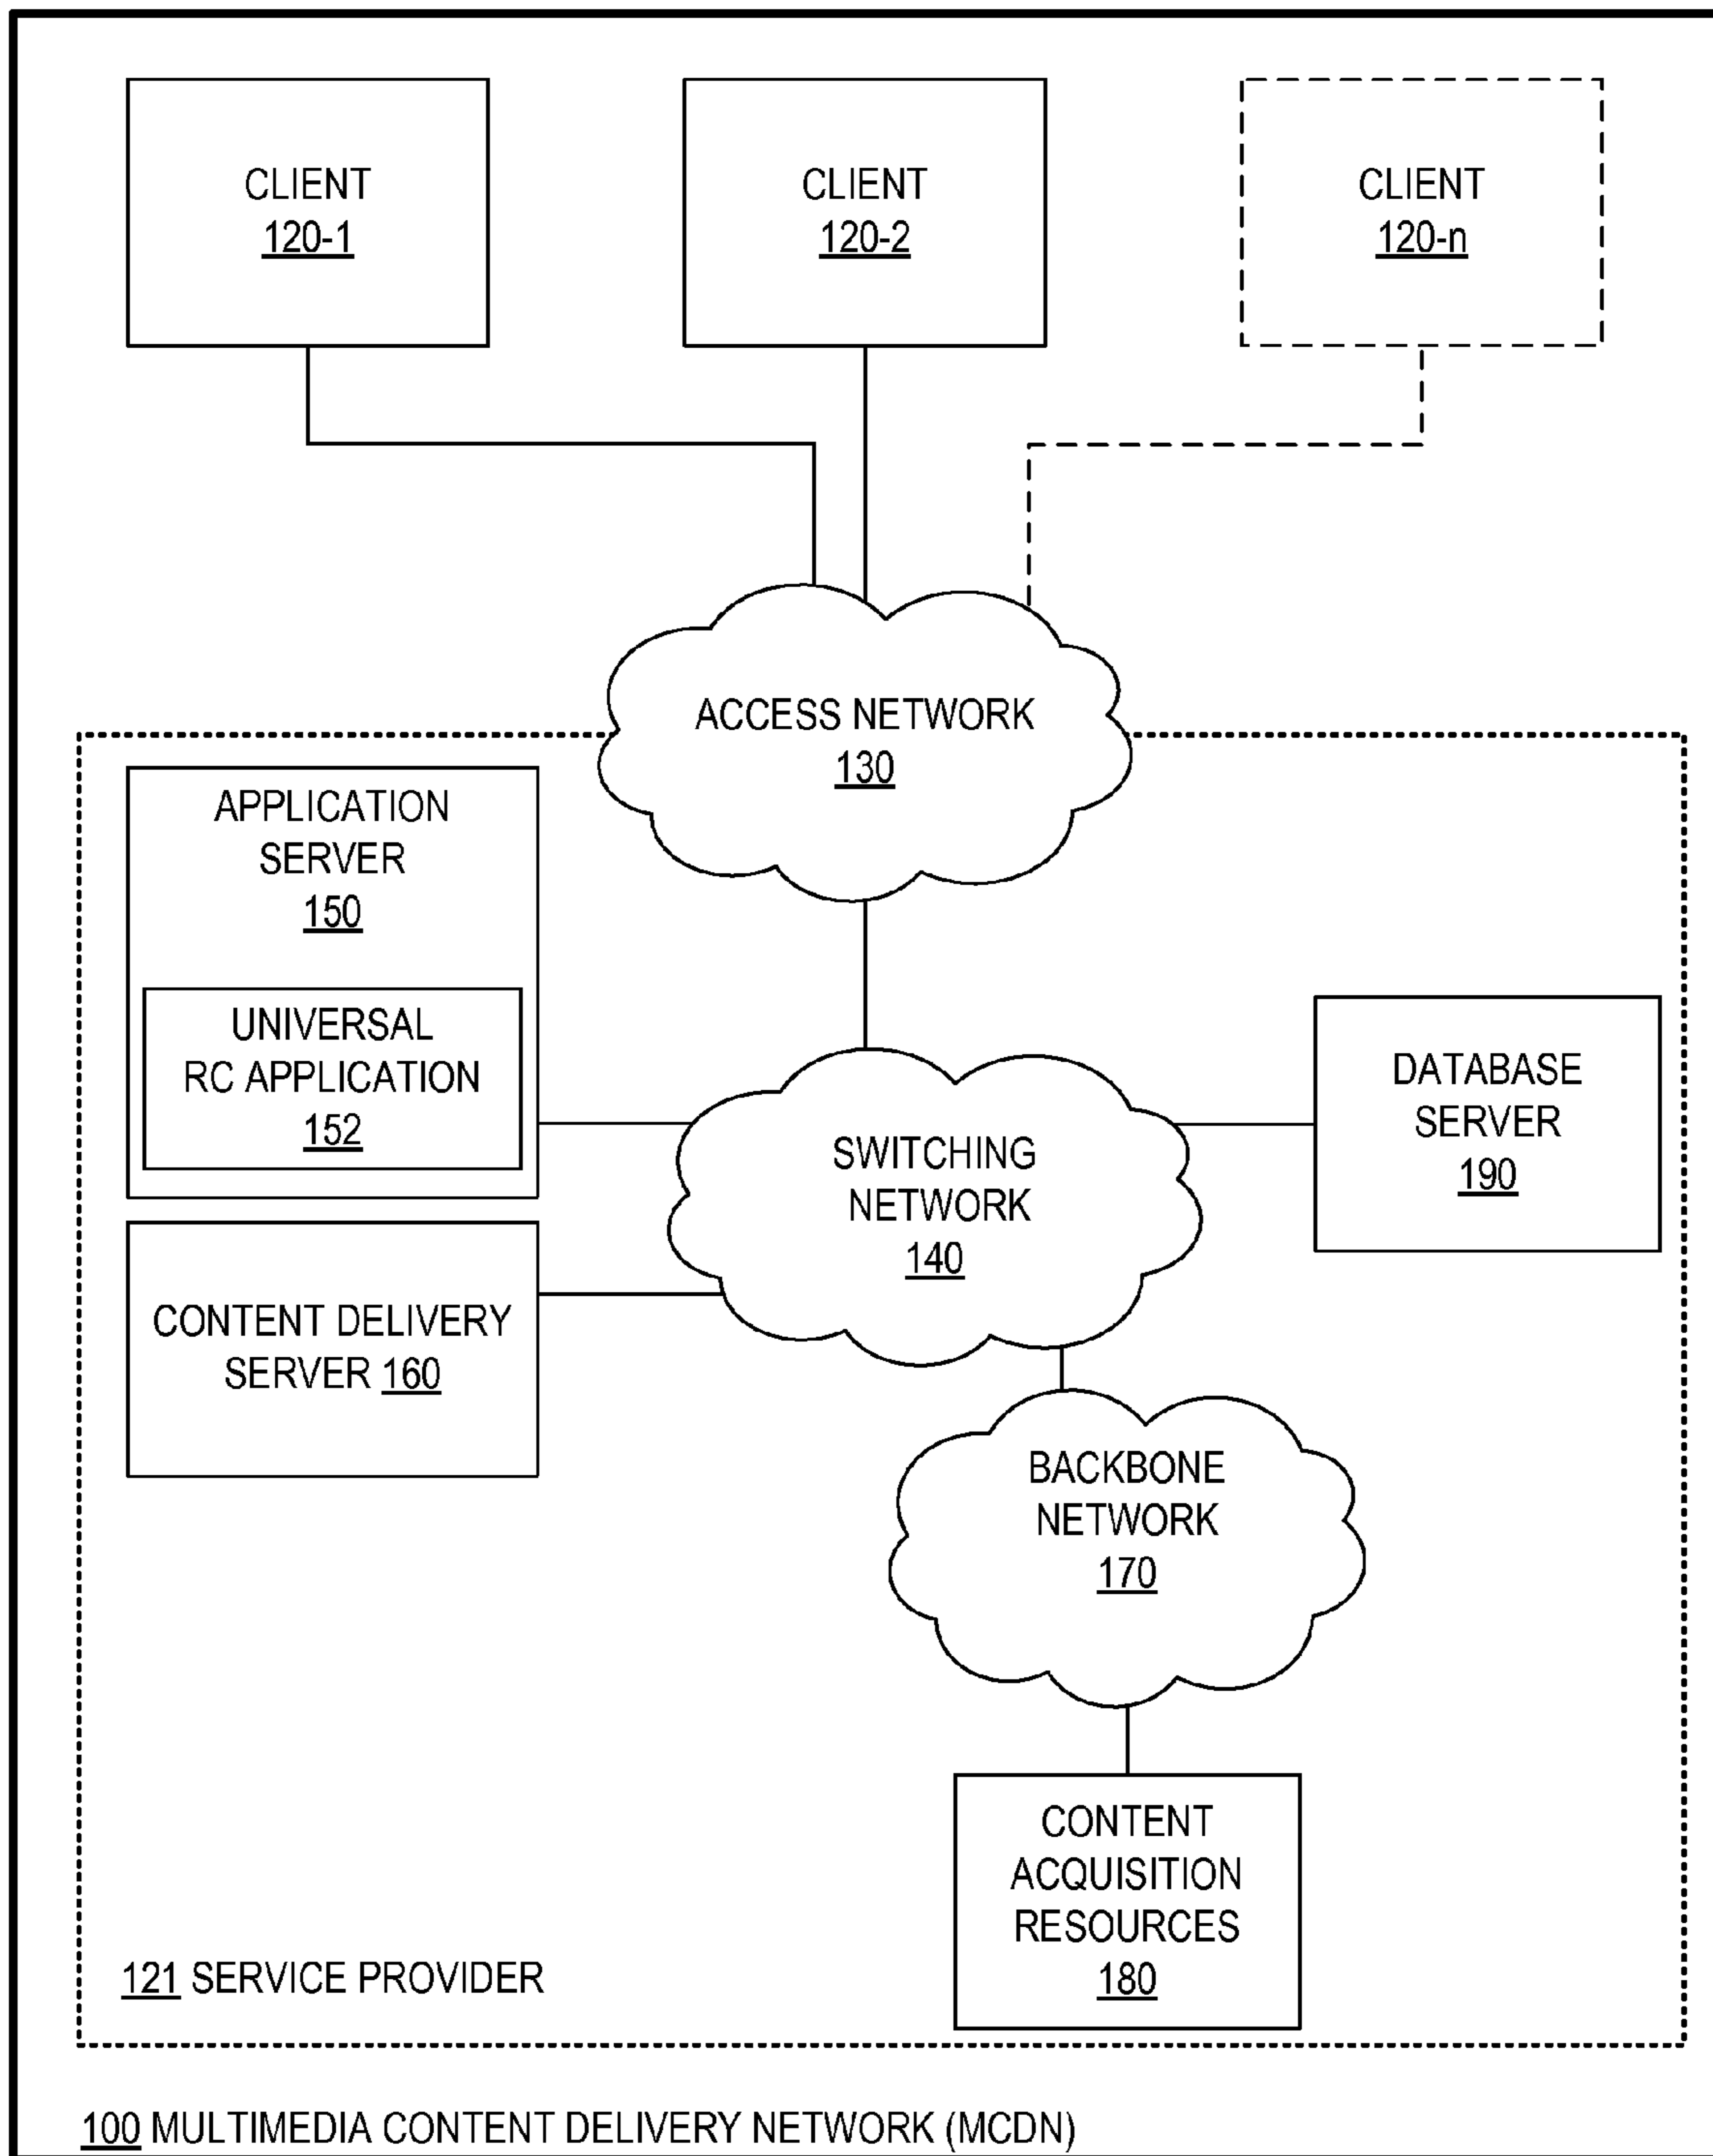 CLIENT
120-1
CLIENT
120-2
CLIENT
120-n
ACCESS NETWORK
130
APPLICATION
SERVER
150
UNIVERSAL
RC APPLICATION
152
SWITCHING
NETWORK
140
DATABASE
SERVER
190
CONTENT DELIVERY
SERVER 160
BACKBONE
NETWORK
170
CONTENT
ACQUISITION
RESOURCES
180
121 SERVICE PROVIDER
100 MULTIMEDIA CONTENT DELIVERY NETWORK (MCDN)